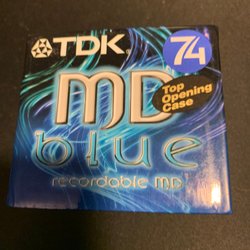 TDK
74
MD
Top
Opening
Case
blue
recordable MD